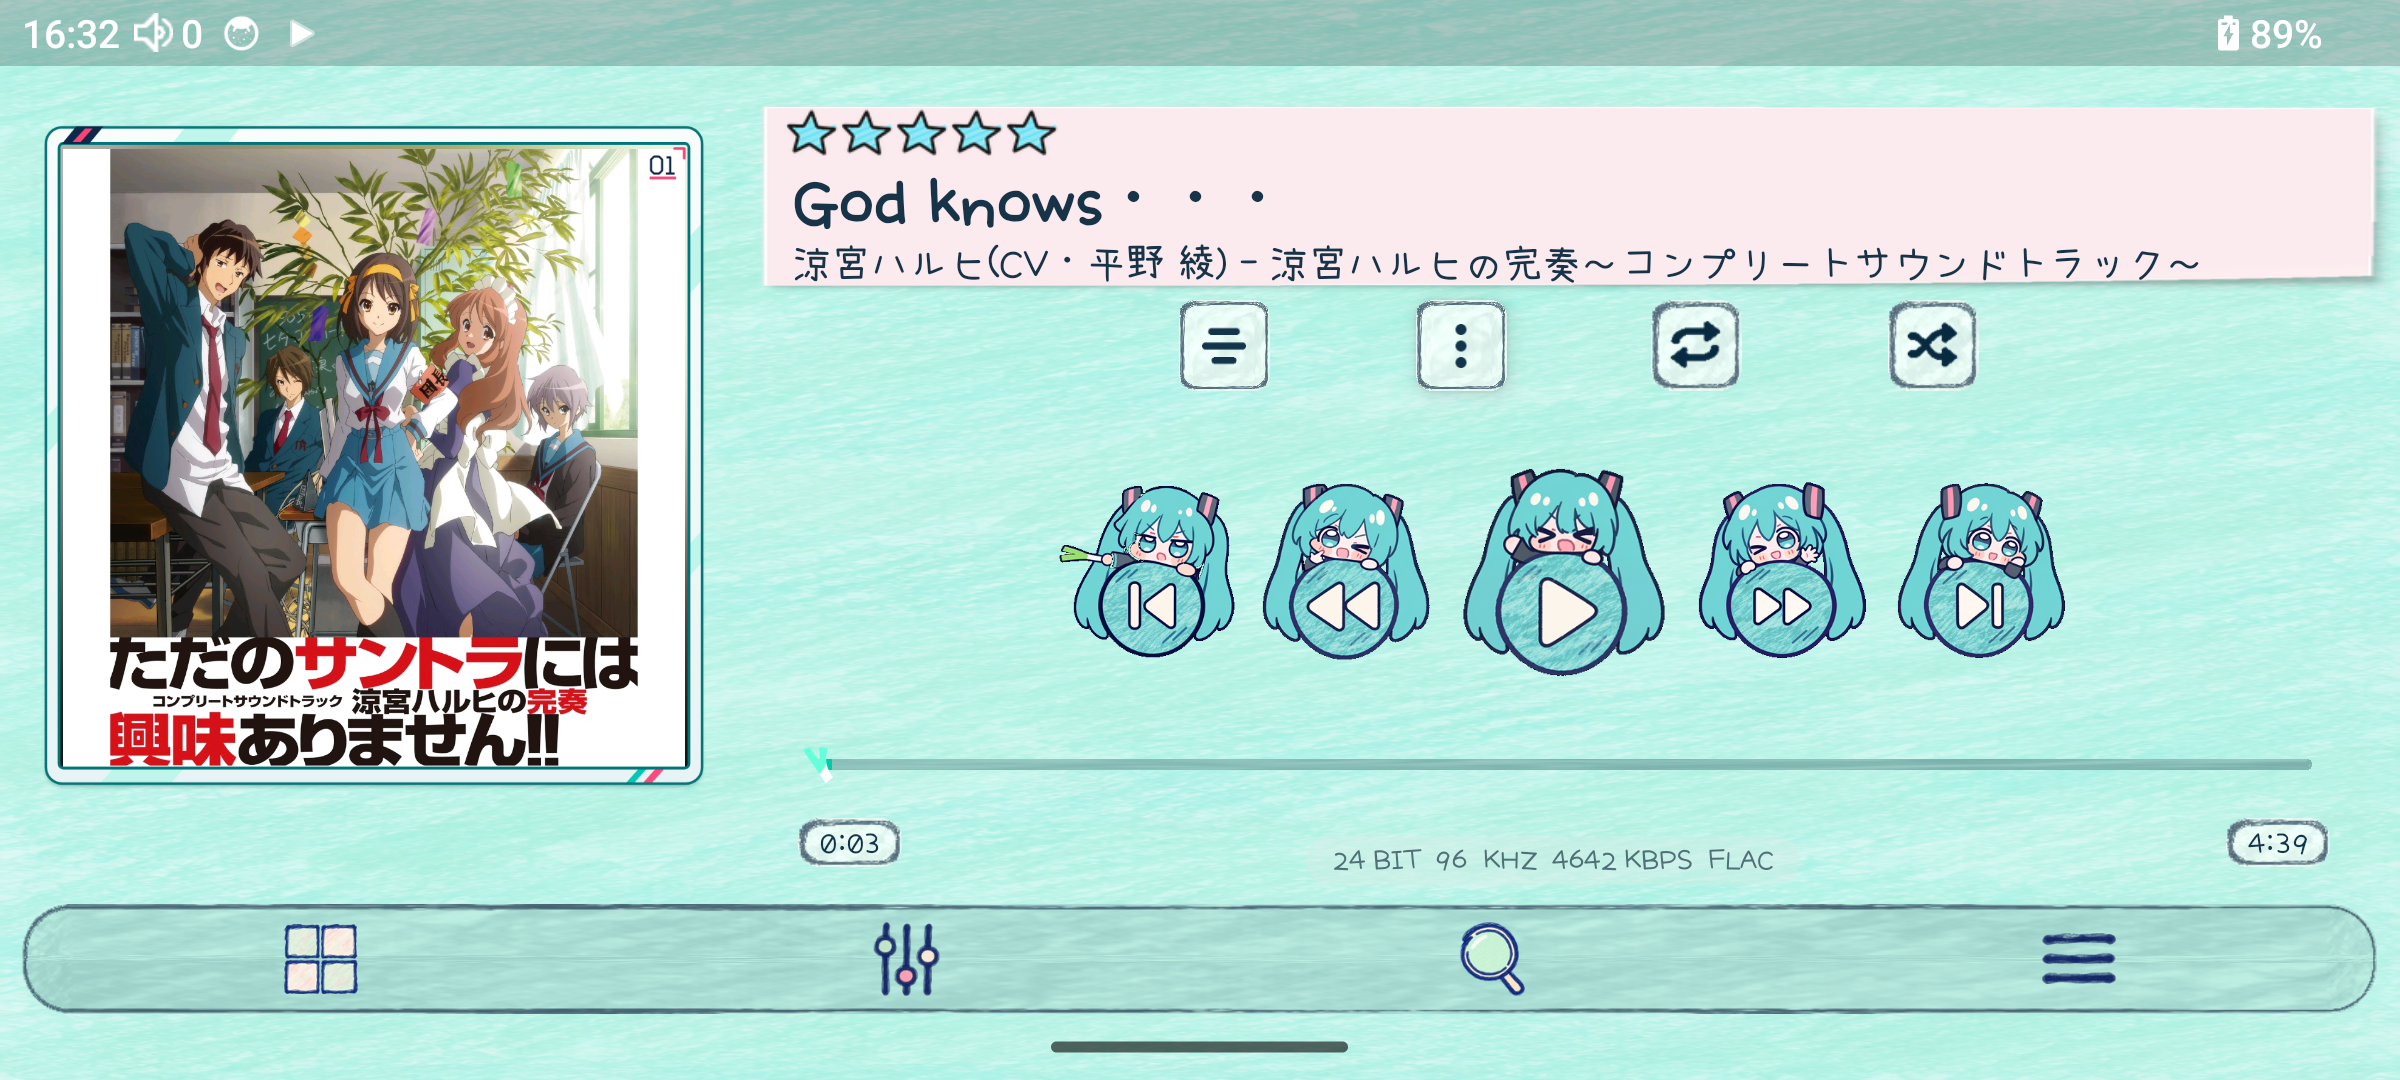 16:32 0
89%
01
God knows・・・
涼宮ハルヒ(CV・平野 綾) - 涼宮ハルヒの完奏～コンプリートサウンドトラック～
団長
ただのサントラには
コンプリートサウンドトラック 涼宮ハルヒの完奏
興味ありません!!
0:03
4:39
24 BIT 96 KHZ 4642 KBPS FLAC